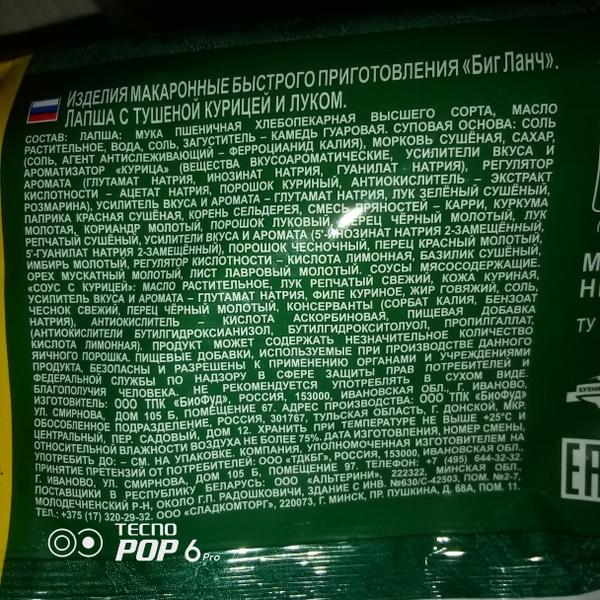 ИЗДЕЛИЯ МАКАРОННЫЕ БЫСТРОГО ПРИГОТОВЛЕНИЯ «Биг Ланч».
ЛАПША С ТУШЕНОЙ КУРИЦЕЙ И ЛУКОМ.
СОСТАВ: ЛАПША: МУКА ПШЕНИЧНАЯ ХЛЕБОПЕКАРНАЯ ВЫСШЕГО СОРТА, МАСЛО
РАСТИТЕЛЬНОЕ, ВОДА, СОЛЬ, ЗАГУСТИТЕЛЬ – КАМЕДЬ ГУАРОВАЯ. СУПОВАЯ ОСНОВА: СОЛЬ
(СОЛЬ, АГЕНТ АНТИСЛЕЖИВАЮЩИЙ – ФЕРРОЦИАНИД КАЛИЯ), МОРКОВЬ СУШЁНАЯ, САХАР,
АРОМАТИЗАТОР «КУРИЦА» (ВЕЩЕСТВА ВКУСОАРОМАТИЧЕСКИЕ, УСИЛИТЕЛИ ВКУСА И
АРОМАТА (ГЛУТАМАТ НАТРИЯ, ИНОЗИНАТ НАТРИЯ, ГУАНИЛАТ НАТРИЯ), РЕГУЛЯТОР
КИСЛОТНОСТИ – АЦЕТАТ НАТРИЯ, ПОРОШОК КУРИНЫЙ, АНТИОКИСЛИТЕЛЬ – ЭКСТРАКТ
РОЗМАРИНА), УСИЛИТЕЛЬ ВКУСА И АРОМАТА – ГЛУТАМАТ НАТРИЯ, ЛУК ЗЕЛЁНЫЙ СУШЁНЫЙ,
ПАПРИКА КРАСНАЯ СУШЁНАЯ, КОРЕНЬ СЕЛЬДЕРЕЯ, СМЕСЬ ПРЯНОСТЕЙ – КАРРИ, КУРКУМА
МОЛОТАЯ, КОРИАНДР МОЛОТЫЙ, ПОРОШОК ЛУКОВЫЙ, ПЕРЕЦ ЧЁРНЫЙ МОЛОТЫЙ, ЛУК
РЕПЧАТЫЙ СУШЁНЫЙ, УСИЛИТЕЛИ ВКУСА И АРОМАТА (5'-ИНОЗИНАТ НАТРИЯ 2-ЗАМЕЩЁННЫЙ,
5'-ГУАНИЛАТ НАТРИЯ 2-ЗАМЕЩЁННЫЙ), ПОРОШОК ЧЕСНОЧНЫЙ, ПЕРЕЦ КРАСНЫЙ МОЛОТЫЙ,
ИМБИРЬ МОЛОТЫЙ, РЕГУЛЯТОР КИСЛОТНОСТИ – КИСЛОТА ЛИМОННАЯ, БАЗИЛИК СУШЁНЫЙ,
ОРЕХ МУСКАТНЫЙ МОЛОТЫЙ, ЛИСТ ЛАВРОВЫЙ МОЛОТЫЙ. СОУСЫ МЯСОСОДЕРЖАЩИЕ.
«СОУС С КУРИЦЕЙ»: МАСЛО РАСТИТЕЛЬНОЕ, ЛУК РЕПЧАТЫЙ СВЕЖИЙ, КОЖА КУРИНАЯ,
УСИЛИТЕЛЬ ВКУСА И АРОМАТА – ГЛУТАМАТ НАТРИЯ, ФИЛЕ КУРИНОЕ, ЖИР ГОВЯЖИЙ, СОЛЬ,
ЧЕСНОК СВЕЖИЙ, ПЕРЕЦ ЧЁРНЫЙ МОЛОТЫЙ, КОНСЕРВАНТЫ (СОРБАТ КАЛИЯ, БЕНЗОАТ
НАТРИЯ), АНТИОКИСЛИТЕЛЬ – КИСЛОТА АСКОРБИНОВАЯ, ПИЩЕВАЯ ДОБАВКА
(АНТИОКИСЛИТЕЛИ БУТИЛГИДРОКСИАНИЗОЛ, БУТИЛГИДРОКСИТОЛУОЛ, ПРОПИЛГАЛЛАТ,
КИСЛОТА ЛИМОННАЯ). ПРОДУКТ МОЖЕТ СОДЕРЖАТЬ НЕЗНАЧИТЕЛЬНОЕ КОЛИЧЕСТВО
ЯИЧНОГО ПОРОШКА. ПИЩЕВЫЕ ДОБАВКИ, ИСПОЛЬЗУЕМЫЕ ПРИ ПРОИЗВОДСТВЕ ДАННОГО
ПРОДУКТА, БЕЗОПАСНЫ И РАЗРЕШЕНЫ К ПРИМЕНЕНИЮ ОРГАНАМИ И УЧРЕЖДЕНИЯМИ
ФЕДЕРАЛЬНОЙ СЛУЖБЫ ПО НАДЗОРУ В СФЕРЕ ЗАЩИТЫ ПРАВ ПОТРЕБИТЕЛЕЙ И
БЛАГОПОЛУЧИЯ ЧЕЛОВЕКА. НЕ РЕКОМЕНДУЕТСЯ УПОТРЕБЛЯТЬ В СУХОМ ВИДЕ.
ИЗГОТОВИТЕЛЬ: ООО ТПК «БИОФУД», РОССИЯ, 153000, ИВАНОВСКАЯ ОБЛ., Г. ИВАНОВО,
УЛ. СМИРНОВА, ДОМ 105 Б, ПОМЕЩЕНИЕ 67. АДРЕС ПРОИЗВОДСТВА: ООО ТПК «БИОФУД»
ОБОСОБЛЕННОЕ ПОДРАЗДЕЛЕНИЕ, РОССИЯ, 301767, ТУЛЬСКАЯ ОБЛАСТЬ, Г. ДОНСКОЙ, МКР.
ЦЕНТРАЛЬНЫЙ, ПЕР. САДОВЫЙ, ДОМ 12. ХРАНИТЬ ПРИ ТЕМПЕРАТУРЕ НЕ ВЫШЕ +25°С И
ОТНОСИТЕЛЬНОЙ ВЛАЖНОСТИ ВОЗДУХА НЕ БОЛЕЕ 75%. ДАТА ИЗГОТОВЛЕНИЯ, НОМЕР СМЕНЫ,
УПОТРЕБИТЬ ДО: – СМ. НА УПАКОВКЕ. КОМПАНИЯ, УПОЛНОМОЧЕННАЯ ИЗГОТОВИТЕЛЕМ НА
ПРИНЯТИЕ ПРЕТЕНЗИЙ ОТ ПОТРЕБИТЕЛЕЙ: ООО «ТДКБГ», РОССИЯ, 153000, ИВАНОВСКАЯ ОБЛ.,
Г. ИВАНОВО, УЛ. СМИРНОВА, ДОМ 105 Б, ПОМЕЩЕНИЕ 97. ТЕЛЕФОН: +7 (495) 644-32-32.
ПОСТАВЩИКИ В РЕСПУБЛИКУ БЕЛАРУСЬ: ООО «АЛЬТЕРНИ», 222322, МИНСКАЯ ОБЛ.,
МОЛОДЕЧНЕНСКИЙ Р-Н, ОКОЛО Г.П. РАДОШКОВИЧИ, ЗДАНИЕ С ИНВ. №630/С-42503, ПОМ. №2-7,
ТЕЛ.: +375 (17) 320-29-32. ООО «СЛАДКОМТОРГ», 220073, Г. МИНСК, ПР. ПУШКИНА, Д. 68А, ПОМ. 11.
ТУ
КУХНЯ
ЕАС
TECNO
POP 6 Pro